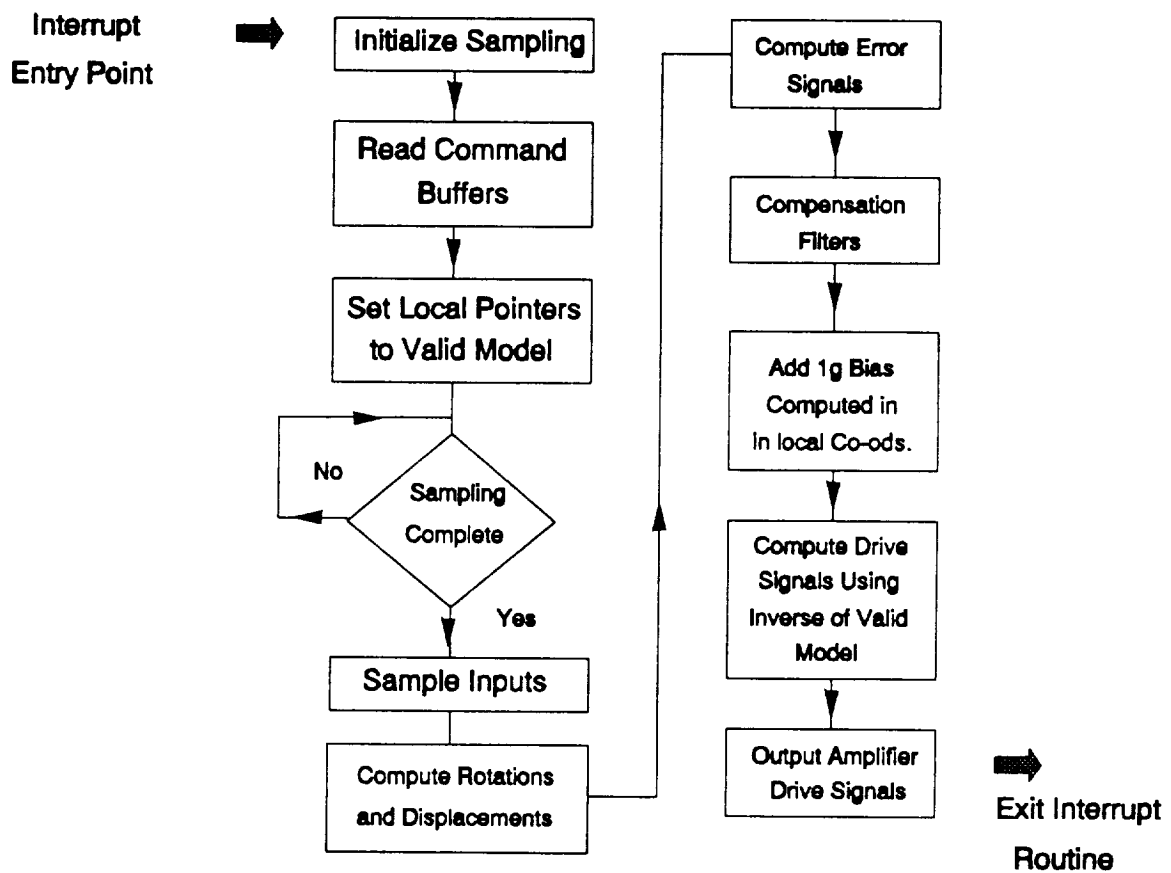 Interrupt
Entry Point
Initialize Sampling
Read Command
Buffers
Set Local Pointers
to Valid Model
No
Sampling
Complete
Yes
Sample Inputs
Compute Rotations
and Displacements
Compute Error
Signals
Compensation
Filters
Add 1g Bias
Computed in
in local Co-ods.
Compute Drive
Signals Using
Inverse of Valid
Model
Output Amplifier
Drive Signals
Exit Interrupt
Routine